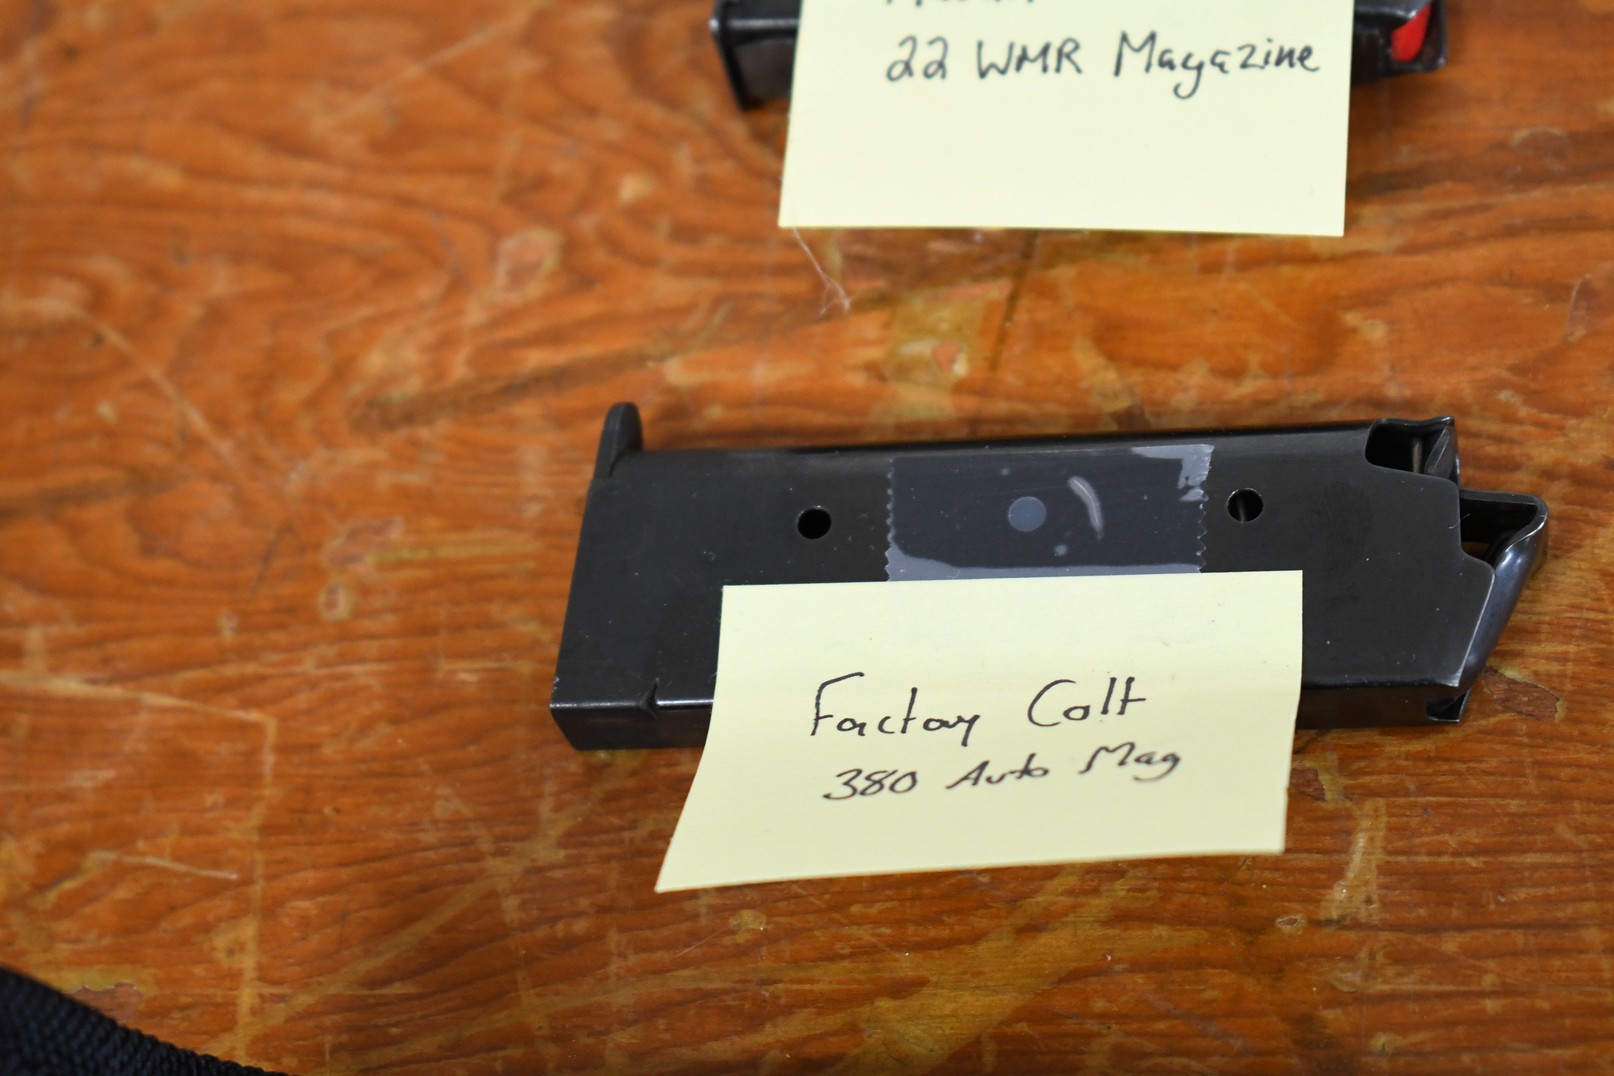 22 WMR Magazine
Factory Colt
380 Auto Mag